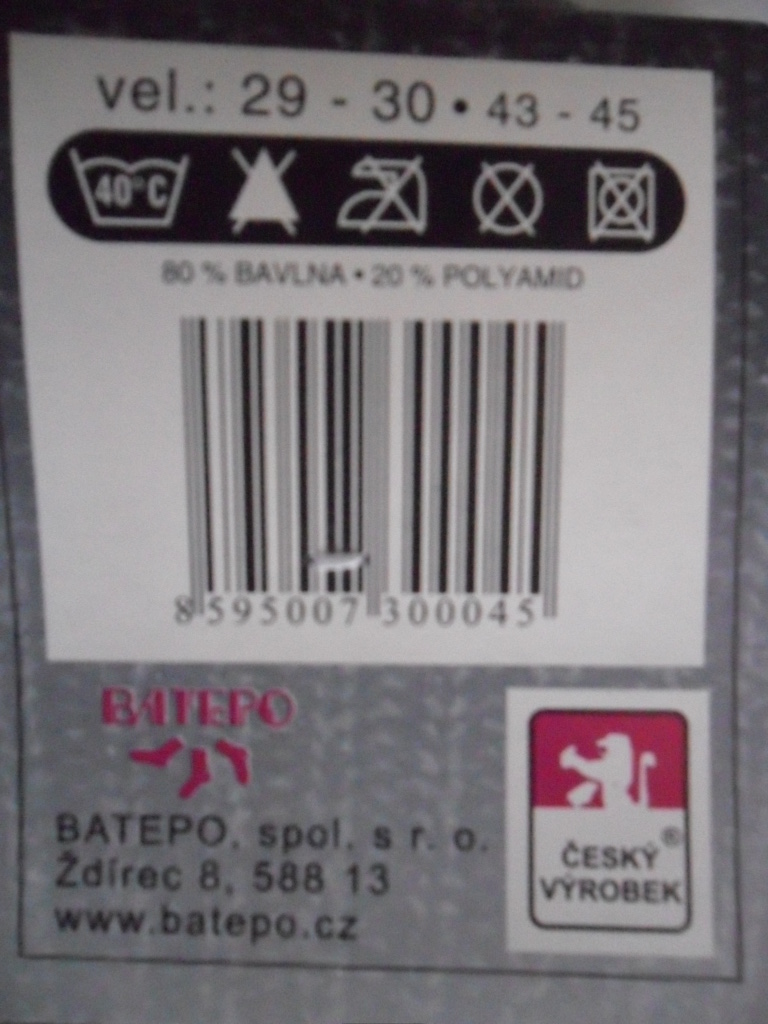 vel.: 29 - 30 • 43 - 45
40°C
80 % BAVLNA • 20 % POLYAMID
8 595007 300045
BATEPO
BATEPO, spol. s r. o.
Ždírec 8, 588 13
www.batepo.cz
ČESKÝ ®
VÝROBEK